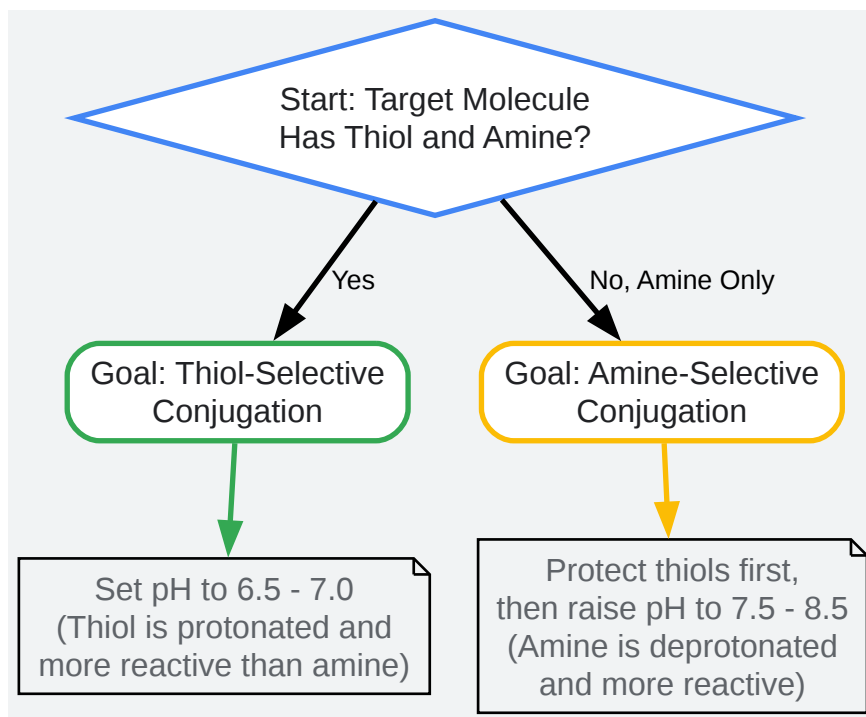 Start: Target Molecule
Has Thiol and Amine?
Yes
No, Amine Only
Goal: Thiol-Selective
Conjugation
Goal: Amine-Selective
Conjugation
Set pH to 6.5 - 7.0
(Thiol is protonated and
more reactive than amine)
Protect thiols first,
then raise pH to 7.5 - 8.5
(Amine is deprotonated
and more reactive)